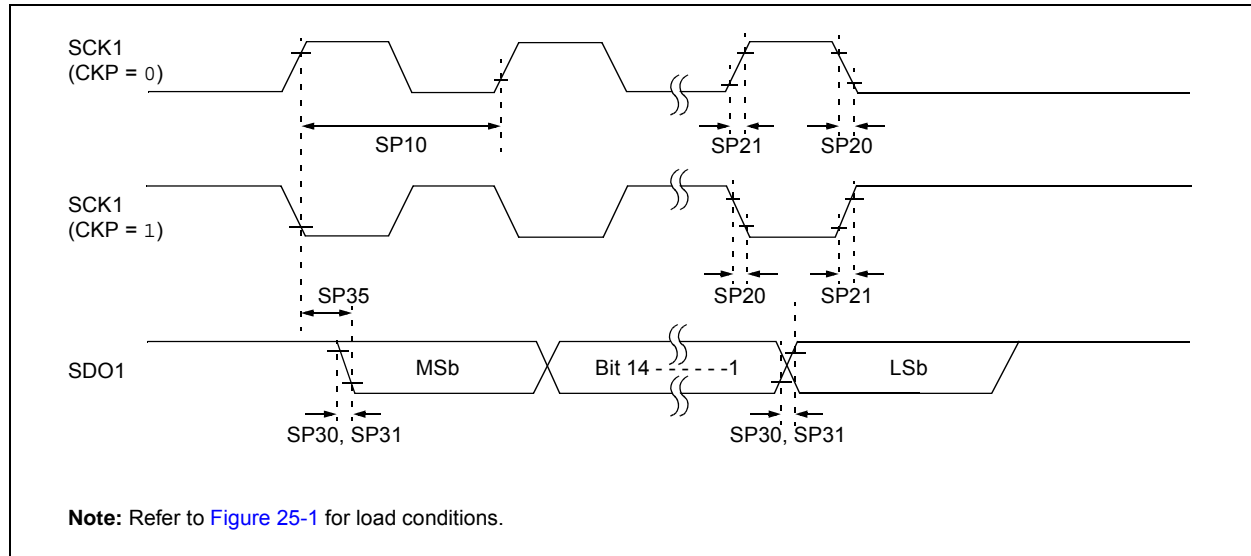 SCK1
(CKP = 0)
SP10
SP21
SP20
SCK1
(CKP = 1)
SP35
SP20
SP21
SDO1
MSb
Bit 14 - - - - - -1
LSb
SP30, SP31
SP30, SP31
Note: Refer to Figure 25-1 for load conditions.